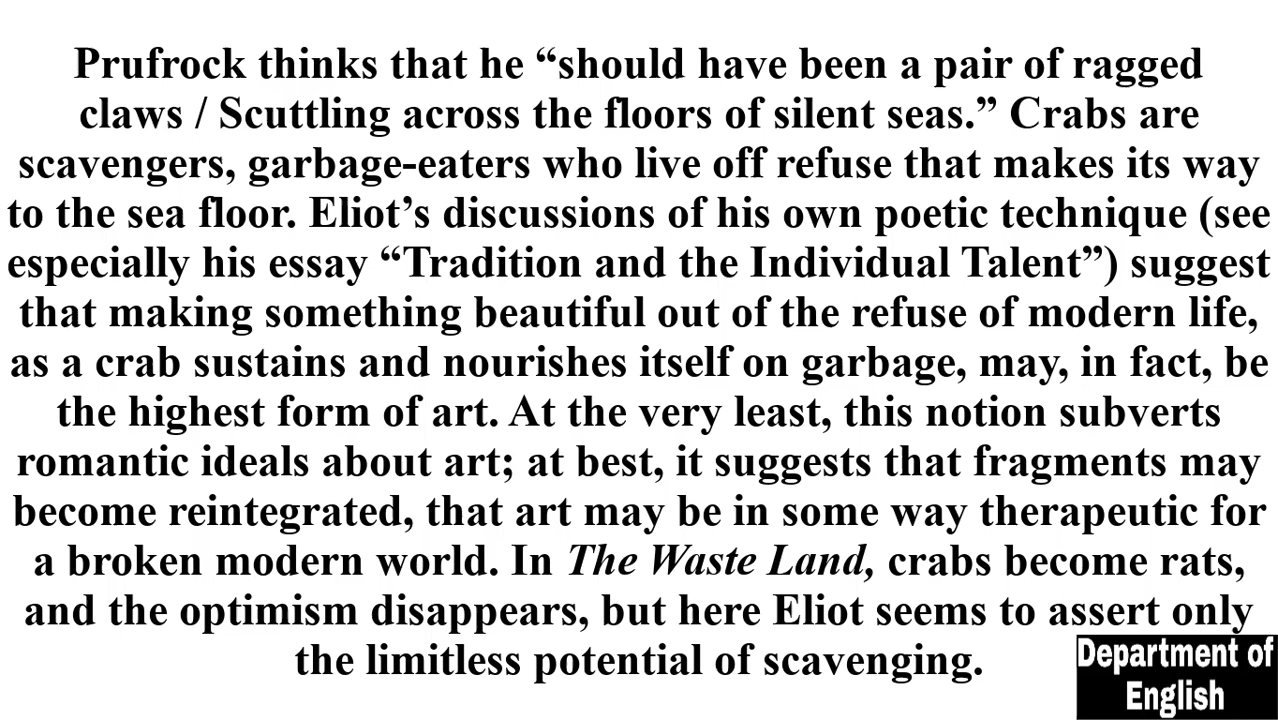 Prufrock thinks that he “should have been a pair of ragged
claws / Scuttling across the floors of silent seas.” Crabs are
scavengers, garbage-eaters who live off refuse that makes its way
to the sea floor. Eliot’s discussions of his own poetic technique (see
especially his essay “Tradition and the Individual Talent”) suggest
that making something beautiful out of the refuse of modern life,
as a crab sustains and nourishes itself on garbage, may, in fact, be
the highest form of art. At the very least, this notion subverts
romantic ideals about art; at best, it suggests that fragments may
become reintegrated, that art may be in some way therapeutic for
a broken modern world. In The Waste Land, crabs become rats,
and the optimism disappears, but here Eliot seems to assert only
the limitless potential of scavenging.
Department of
English